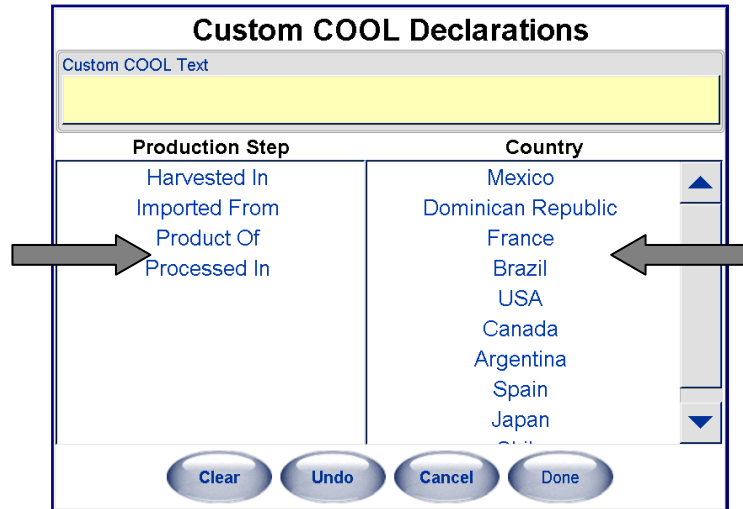 Custom COOL Declarations
Custom COOL Text
Production Step
Harvested In
Imported From
Product Of
Processed In
Country
Mexico
Dominican Republic
France
Brazil
USA
Canada
Argentina
Spain
Japan
Clear
Undo
Cancel
Done